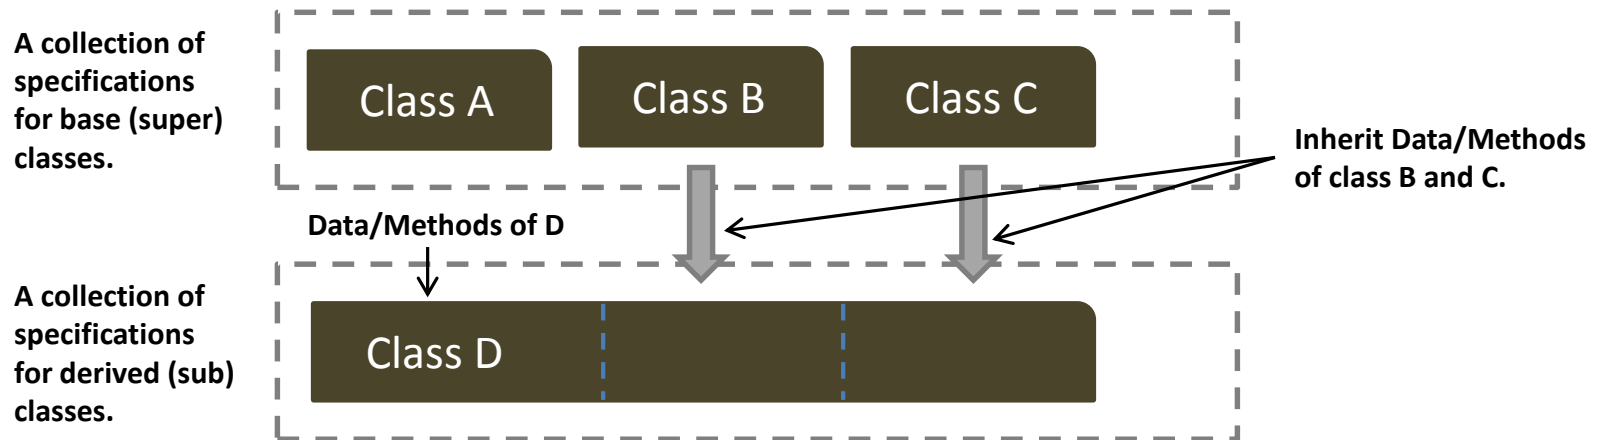 A collection of
specifications
for base (super)
classes.
Class A
Class B
Class C
Inherit Data/Methods
of class B and C.
Data/Methods of D
A collection of
specifications
for derived (sub)
classes.
Class D